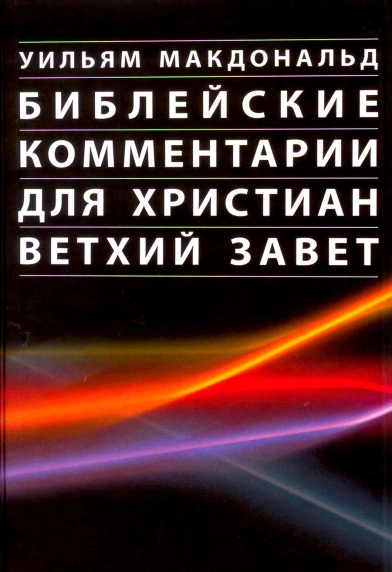 УИЛЬЯМ МАКДОНАЛЬД
БИБЛЕЙСКИЕ
КОММЕНТАРИИ
ДЛЯ ХРИСТИАН
ВЕТХИЙ ЗАВЕТ